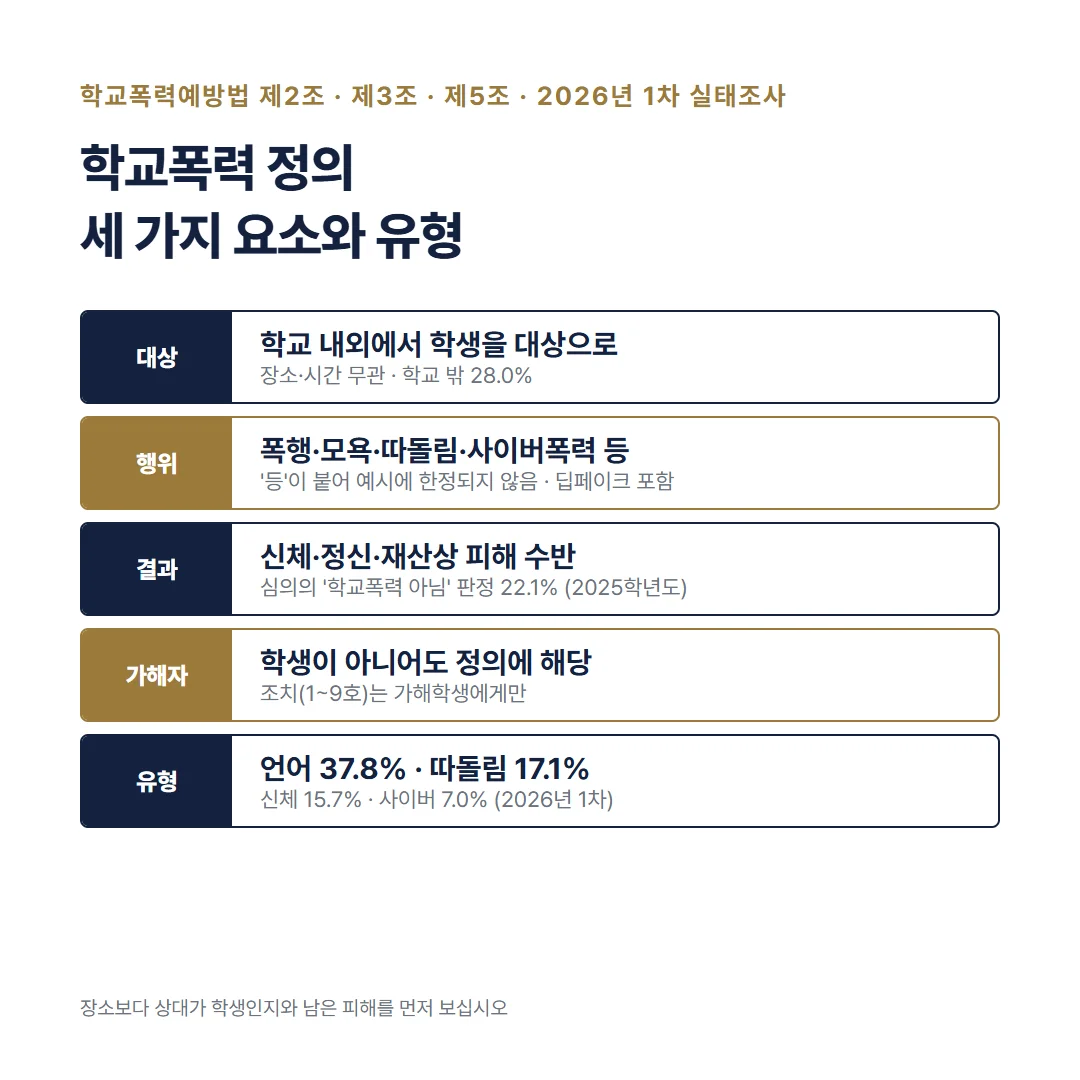 학교폭력예방법 제2조 · 제3조 · 제5조 · 2026년 1차 실태조사
학교폭력 정의
세 가지 요소와 유형
대상
학교 내외에서 학생을 대상으로
장소·시간 무관 · 학교 밖 28.0%
행위
폭행·모욕·따돌림·사이버폭력 등
'등'이 붙어 예시에 한정되지 않음 · 딥페이크 포함
결과
신체·정신·재산상 피해 수반
심의의 '학교폭력 아님' 판정 22.1% (2025학년도)
가해자
학생이 아니어도 정의에 해당
조치(1~9호)는 가해학생에게만
유형
언어 37.8% · 따돌림 17.1%
신체 15.7% · 사이버 7.0% (2026년 1차)
장소보다 상대가 학생인지와 남은 피해를 먼저 보십시오